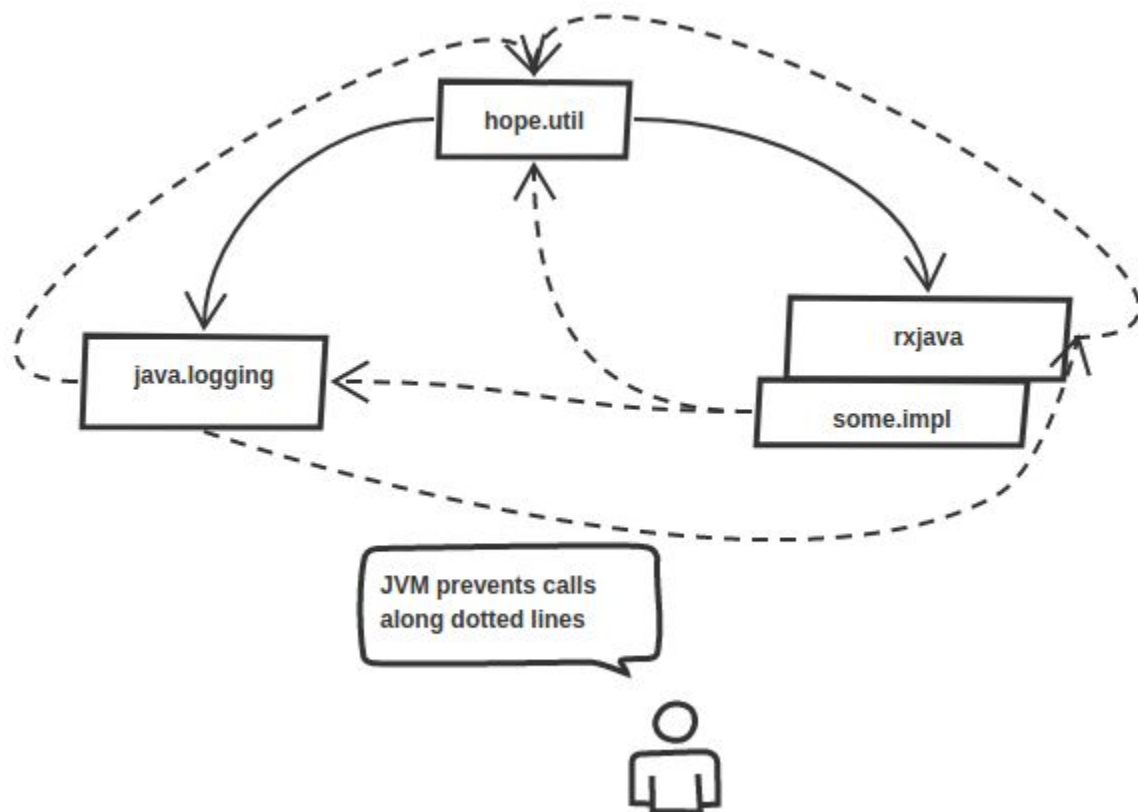 hope.util
rxjava
java.logging
some.impl
JVM prevents calls
along dotted lines